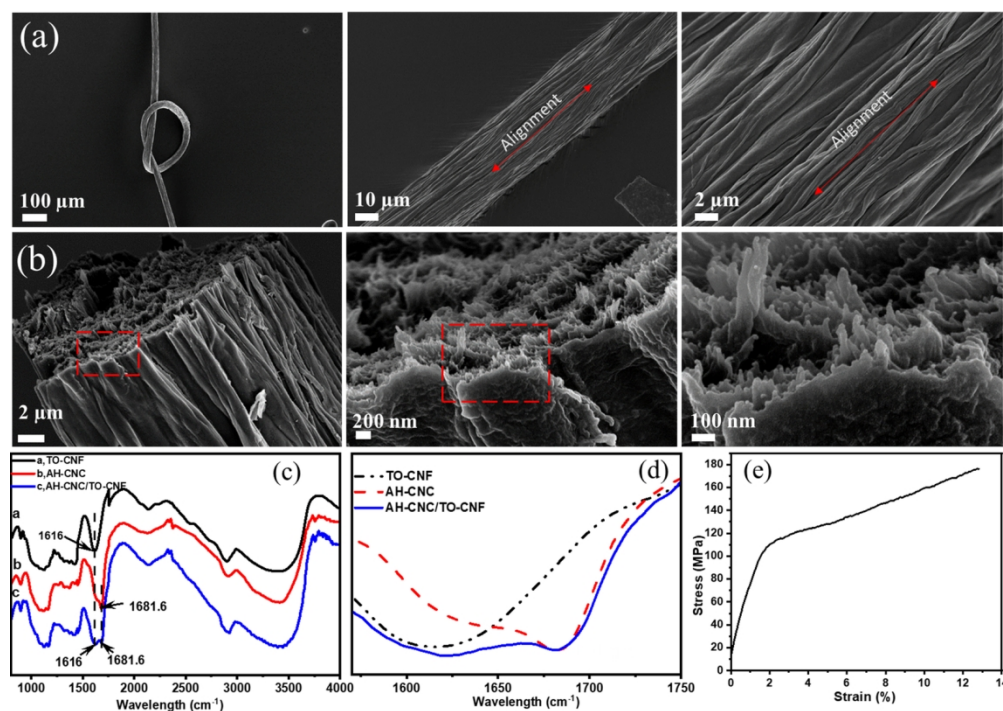 (a)
100 µm
Alignment
10 µm
Alignment
2 µm
(b)
2 µm
200 nm
100 nm
(c)
a,TO-CNF
b,AH-CNC
c,AH-CNC/TO-CNF
a
1616
b
c
1681.6
1616
1681.6
1000 1500 2000 2500 3000 3500 4000
Wavelength (cm-1)
(d)
TO-CNF
AH-CNC
AH-CNC/TO-CNF
1600 1650 1700 1750
Wavelength (cm-1)
(e)
Stress (MPa)
180
160
140
120
100
80
60
40
20
0
0 2 4 6 8 10 12 14
Strain (%)